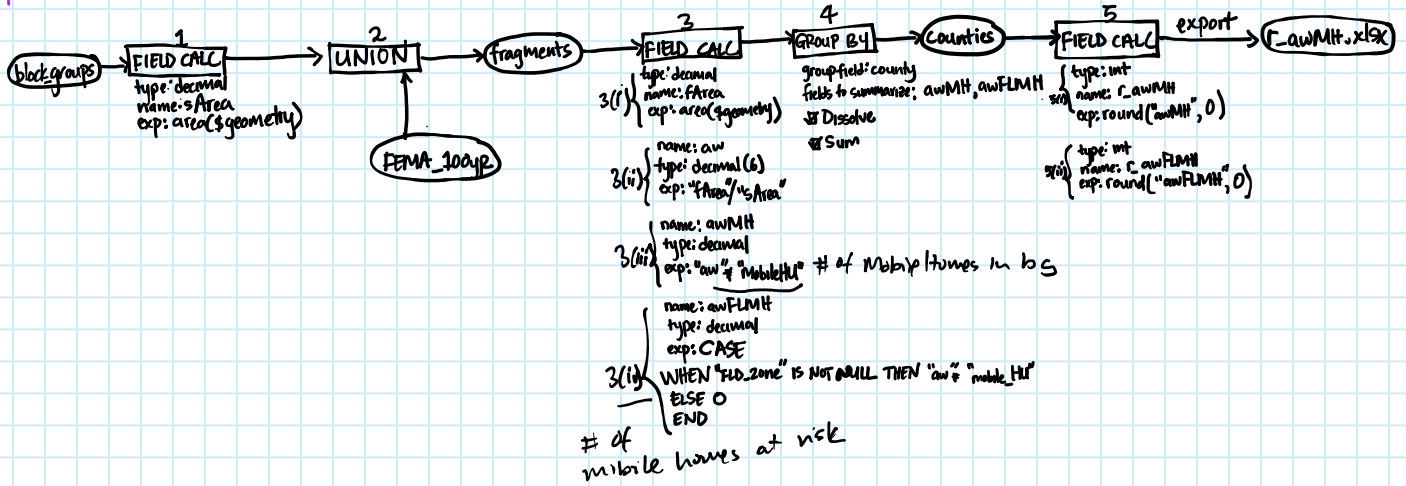 1
2
3
4
5
block_groups
FIELD CALC
UNION
fragments
FIELD CALC
GROUP BY
counties
FIELD CALC
export
r_awMH.xlsx
type: decimal
name: sArea
exp: area($geometry)
FEMA_100yr
3(i)
type: decimal
name: fArea
exp: area($geometry)
3(ii)
name: aw
type: decimal(6)
exp: "fArea"/"sArea"
3(iii)
name: awMH
type: decimal
exp: "aw" * "MobileHU" # of Mobile Homes in bg
3(iv)
name: awFLMH
type: decimal
exp: CASE
WHEN "FLD_Zone" IS NOT NULL THEN "aw" * "mobile_HU"
ELSE 0
END
# of
mobile homes at risk
group field: county
fields to summarize: awMH, awFLMH
Dissolve
Sum
5(i)
type: int
name: r_awMH
exp: round("awMH", 0)
5(ii)
type: int
name: r_awFLMH
exp: round("awFLMH", 0)